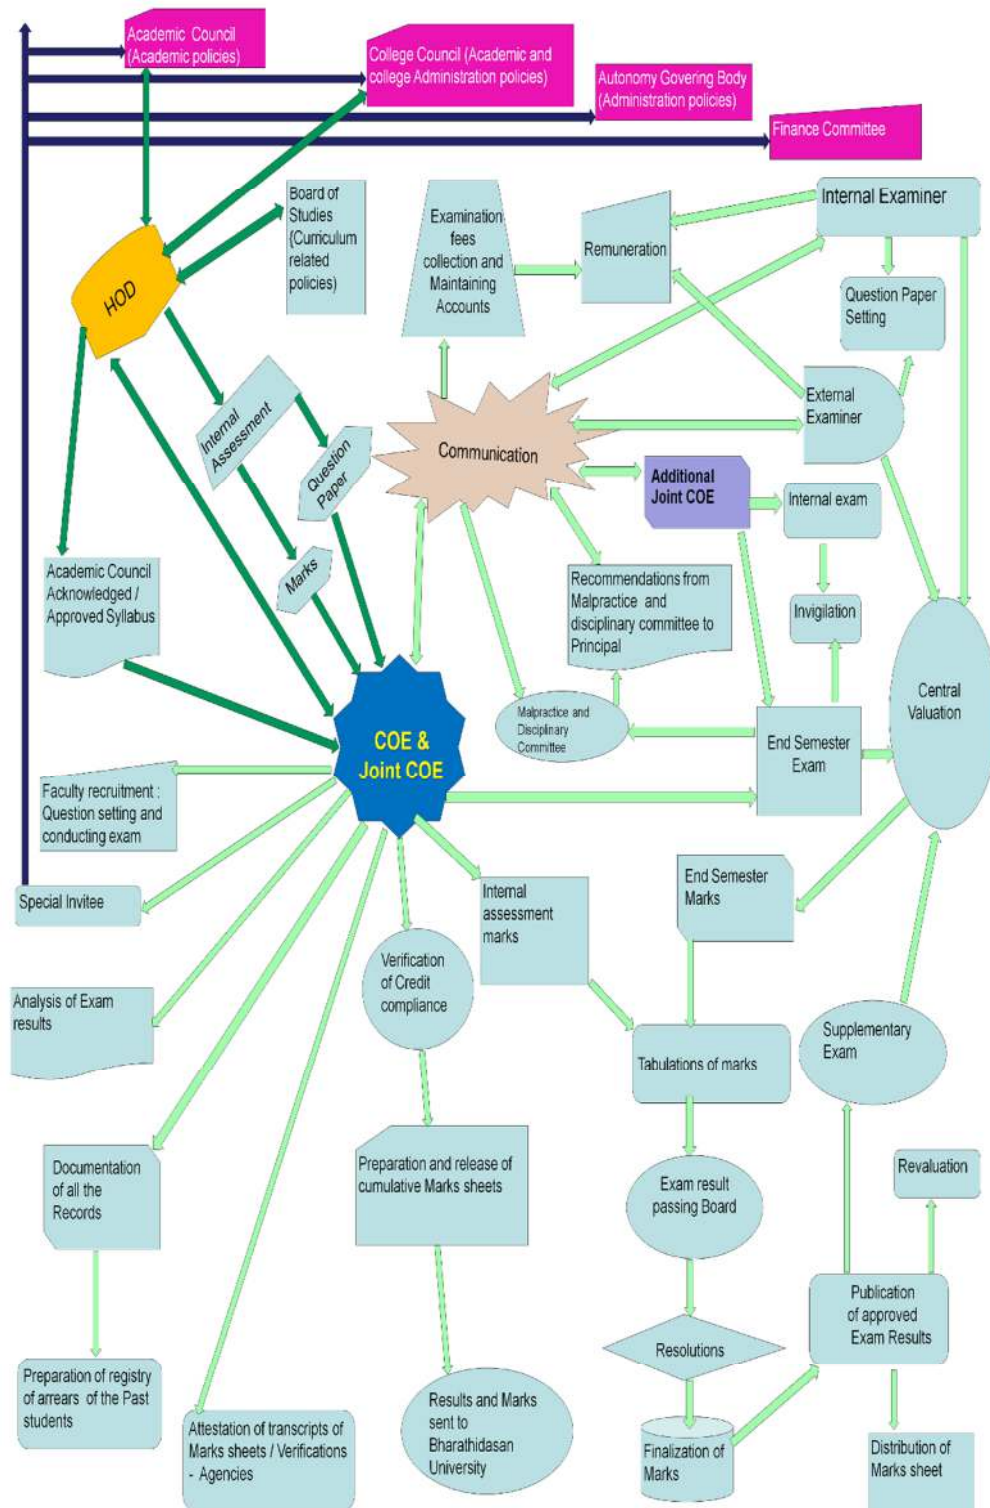 Academic Council
(Academic policies)
College Council (Academic and
college Administration policies)
Autonomy Govering Body
(Administration policies)
Finance Committee
HOD
Board of
Studies
(Curriculum
related
policies)
Examination
fees
collection and
Maintaining
Accounts
Remuneration
Internal Examiner
Question Paper
Setting
External
Examiner
Internal
Assessment
Question
Paper
Communication
Additional
Joint COE
Internal exam
Academic Council
Acknowledged /
Approved Syllabus
Marks
Recommendations from
Malpractice and
disciplinary committee to
Principal
Invigilation
Central
Valuation
Malpractice and
Disciplinary
Committee
End Semester
Exam
COE &
Joint COE
Faculty recruitment :
Question setting and
conducting exam
Special Invitee
Internal
assessment
marks
End Semester
Marks
Verification
of Credit
compliance
Analysis of Exam
results
Tabulations of marks
Supplementary
Exam
Documentation
of all the
Records
Preparation and release of
cumulative Marks sheets
Exam result
passing Board
Revaluation
Publication
of approved
Exam Results
Resolutions
Preparation of registry
of arrears of the Past
students
Attestation of transcripts of
Marks sheets / Verifications
- Agencies
Results and Marks
sent to
Bharathidasan
University
Finalization of
Marks
Distribution of
Marks sheet